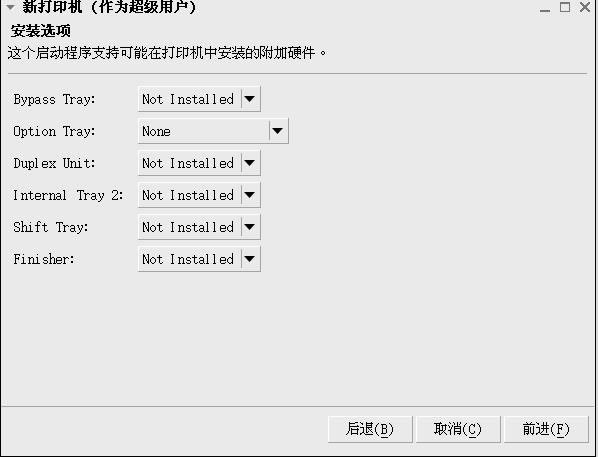 新打印机（作为超级用户）
安装选项
这个启动程序支持可能在打印机中安装的附加硬件。
Bypass Tray: Not Installed
Option Tray: None
Duplex Unit: Not Installed
Internal Tray 2: Not Installed
Shift Tray: Not Installed
Finisher: Not Installed
后退(B) 取消(C) 前进(F)